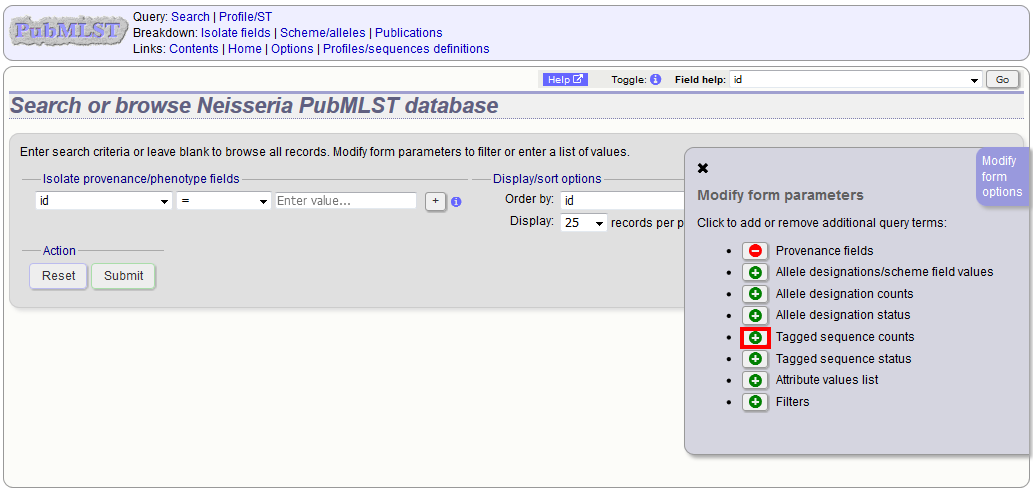 PubMLST
Query: Search | Profile/ST
Breakdown: Isolate fields | Scheme/alleles | Publications
Links: Contents | Home | Options | Profiles/sequences definitions
Help Toggle: i Field help: id Go
Search or browse Neisseria PubMLST database
Enter search criteria or leave blank to browse all records. Modify form parameters to filter or enter a list of values.
Isolate provenance/phenotype fields
id = Enter value... + i
Display/sort options
Order by: id
Display: 25 records per p
Action
Reset Submit
Modify
form
options
Modify form parameters
Click to add or remove additional query terms:
• Provenance fields
• Allele designations/scheme field values
• Allele designation counts
• Allele designation status
• Tagged sequence counts
• Tagged sequence status
• Attribute values list
• Filters